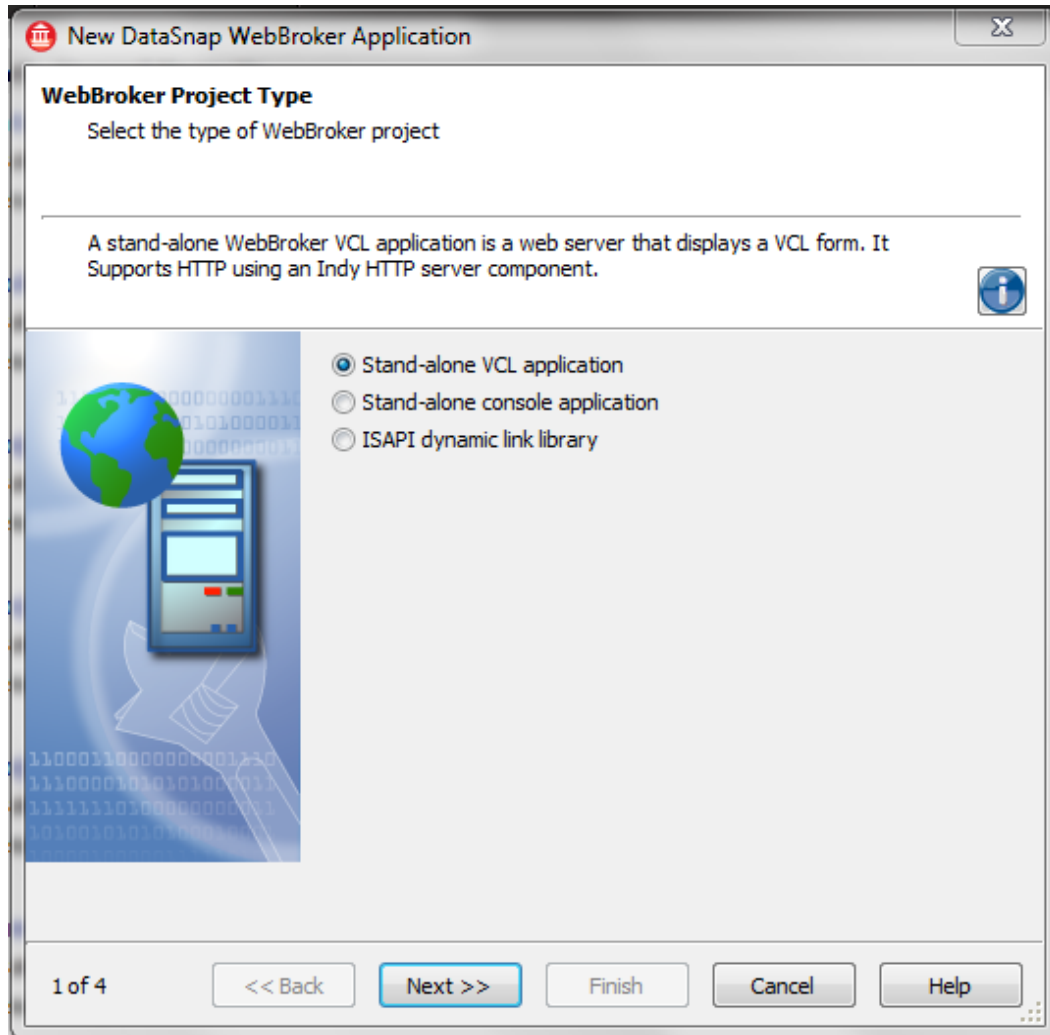 New DataSnap WebBroker Application
WebBroker Project Type
Select the type of WebBroker project
A stand-alone WebBroker VCL application is a web server that displays a VCL form. It
Supports HTTP using an Indy HTTP server component.
Stand-alone VCL application
Stand-alone console application
ISAPI dynamic link library
1 of 4
<< Back
Next >>
Finish
Cancel
Help